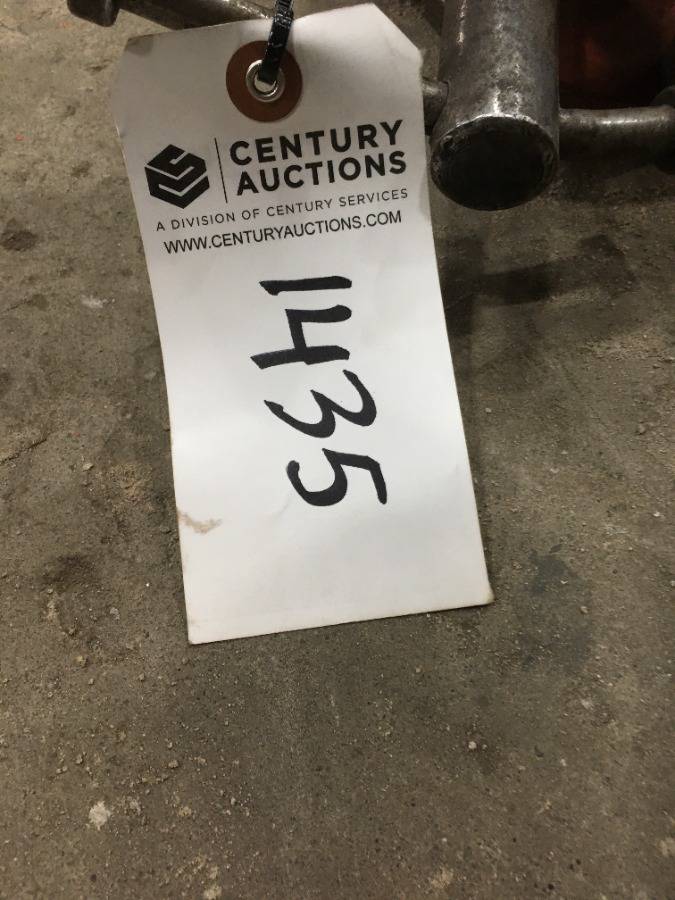 CENTURY
AUCTIONS
A DIVISION OF CENTURY SERVICES
WWW.CENTURYAUCTIONS.COM
1435